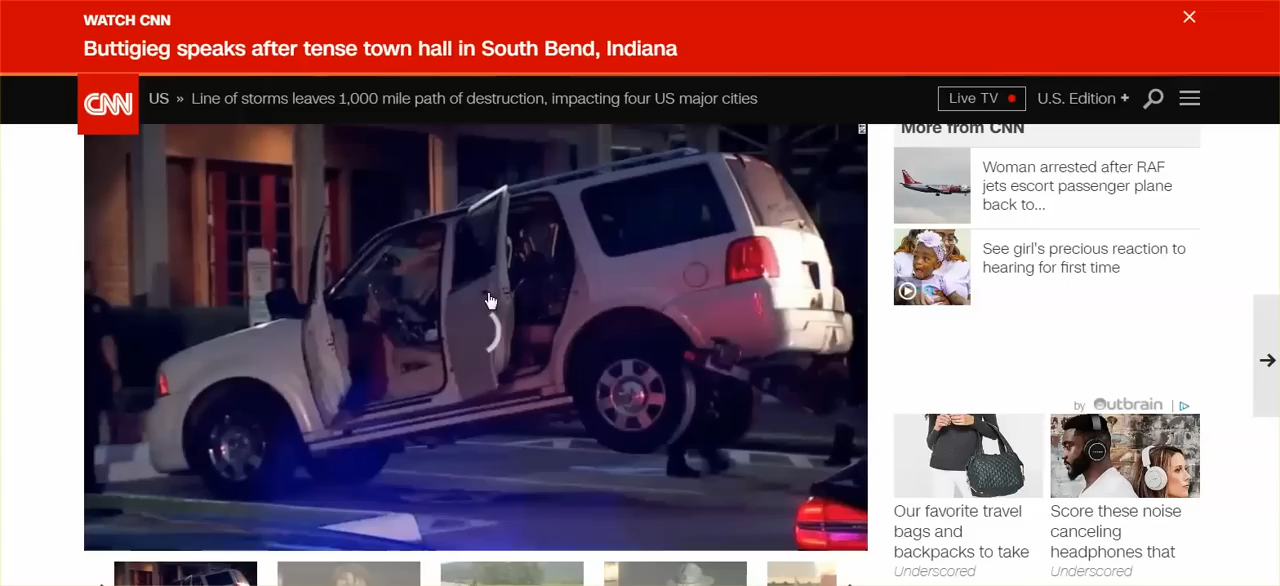 WATCH CNN
Buttigieg speaks after tense town hall in South Bend, Indiana
CNN
US » Line of storms leaves 1,000 mile path of destruction, impacting four US major cities
Live TV
U.S. Edition +
More from CNN
Woman arrested after RAF
jets escort passenger plane
back to...
See girl's precious reaction to
hearing for first time
by Outbrain
Our favorite travel
bags and
backpacks to take
Underscored
Score these noise
canceling
headphones that
Underscored